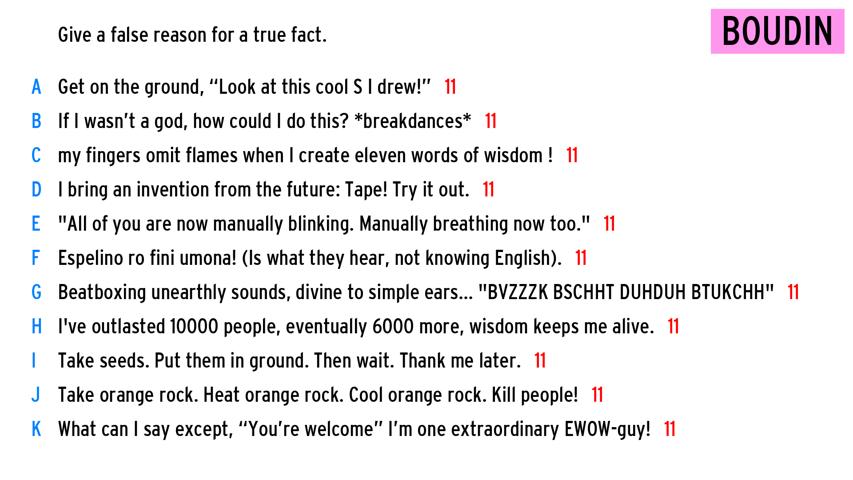 Give a false reason for a true fact.
BOUDIN
A Get on the ground, “Look at this cool S I drew!” 11
B If I wasn’t a god, how could I do this? *breakdances* 11
C my fingers omit flames when I create eleven words of wisdom ! 11
D I bring an invention from the future: Tape! Try it out. 11
E "All of you are now manually blinking. Manually breathing now too." 11
F Espelino ro fini umona! (Is what they hear, not knowing English). 11
G Beatboxing unearthly sounds, divine to simple ears... "BVZZZK BSCHHT DUHDUH BTUKCHH" 11
H I've outlasted 10000 people, eventually 6000 more, wisdom keeps me alive. 11
I Take seeds. Put them in ground. Then wait. Thank me later. 11
J Take orange rock. Heat orange rock. Cool orange rock. Kill people! 11
K What can I say except, “You’re welcome” I’m one extraordinary EWOW-guy! 11